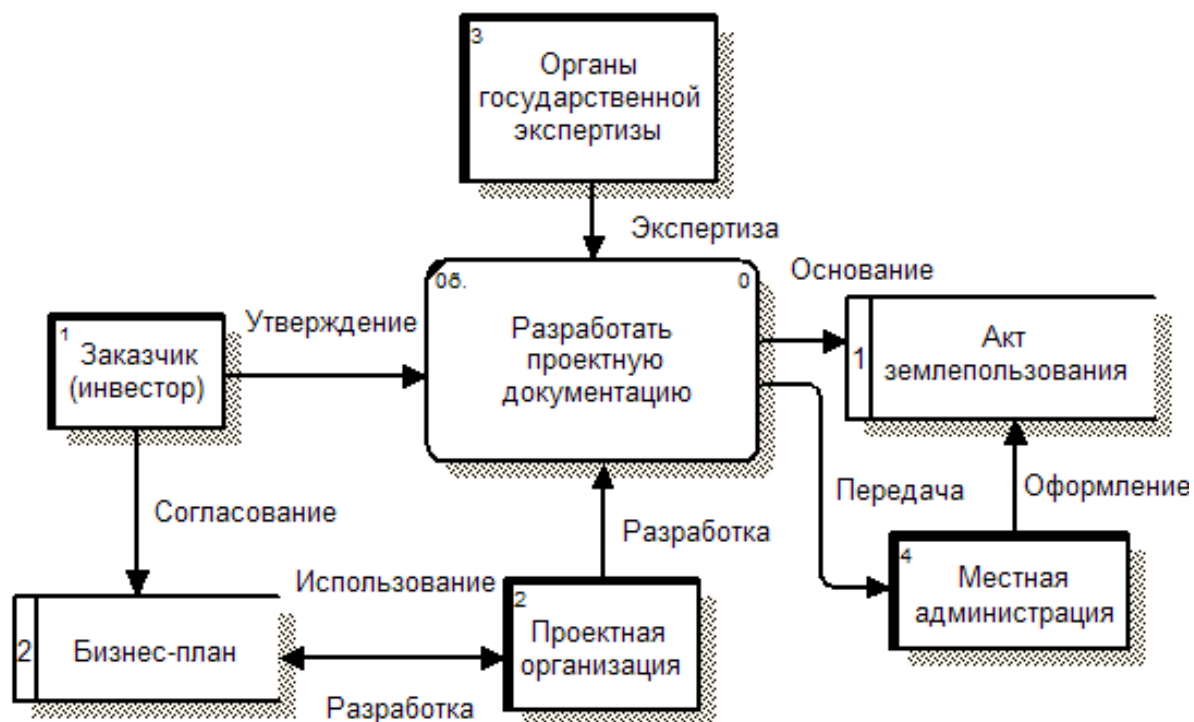 3
Органы
государственной
экспертизы
Экспертиза
Основание
0б.
0
Разработать
проектную
документацию
Утверждение
1
Заказчик
(инвестор)
1
Акт
землепользования
Согласование
Разработка
Передача
Оформление
Использование
2
Бизнес-план
2
Проектная
организация
4
Местная
администрация
Разработка